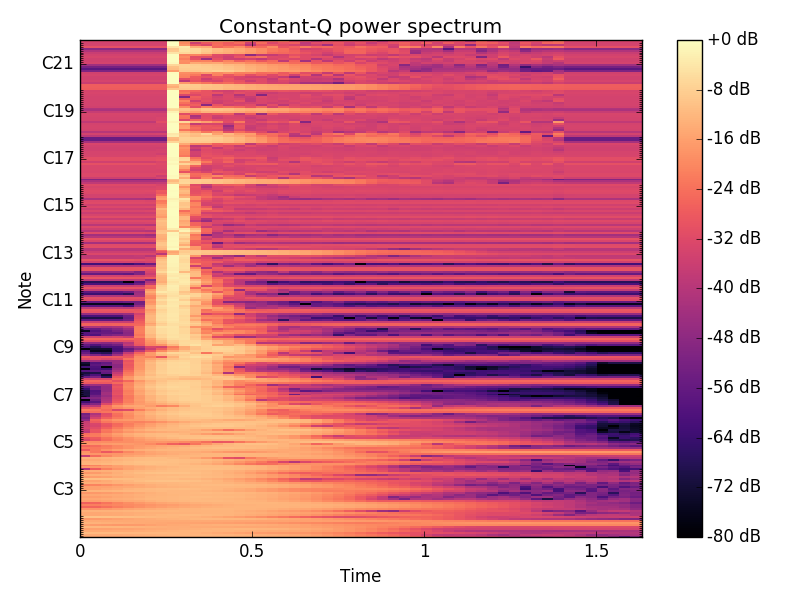 Constant-Q power spectrum
Note
C21
C19
C17
C15
C13
C11
C9
C7
C5
C3
0
0.5
1
1.5
Time
+0 dB
-8 dB
-16 dB
-24 dB
-32 dB
-40 dB
-48 dB
-56 dB
-64 dB
-72 dB
-80 dB